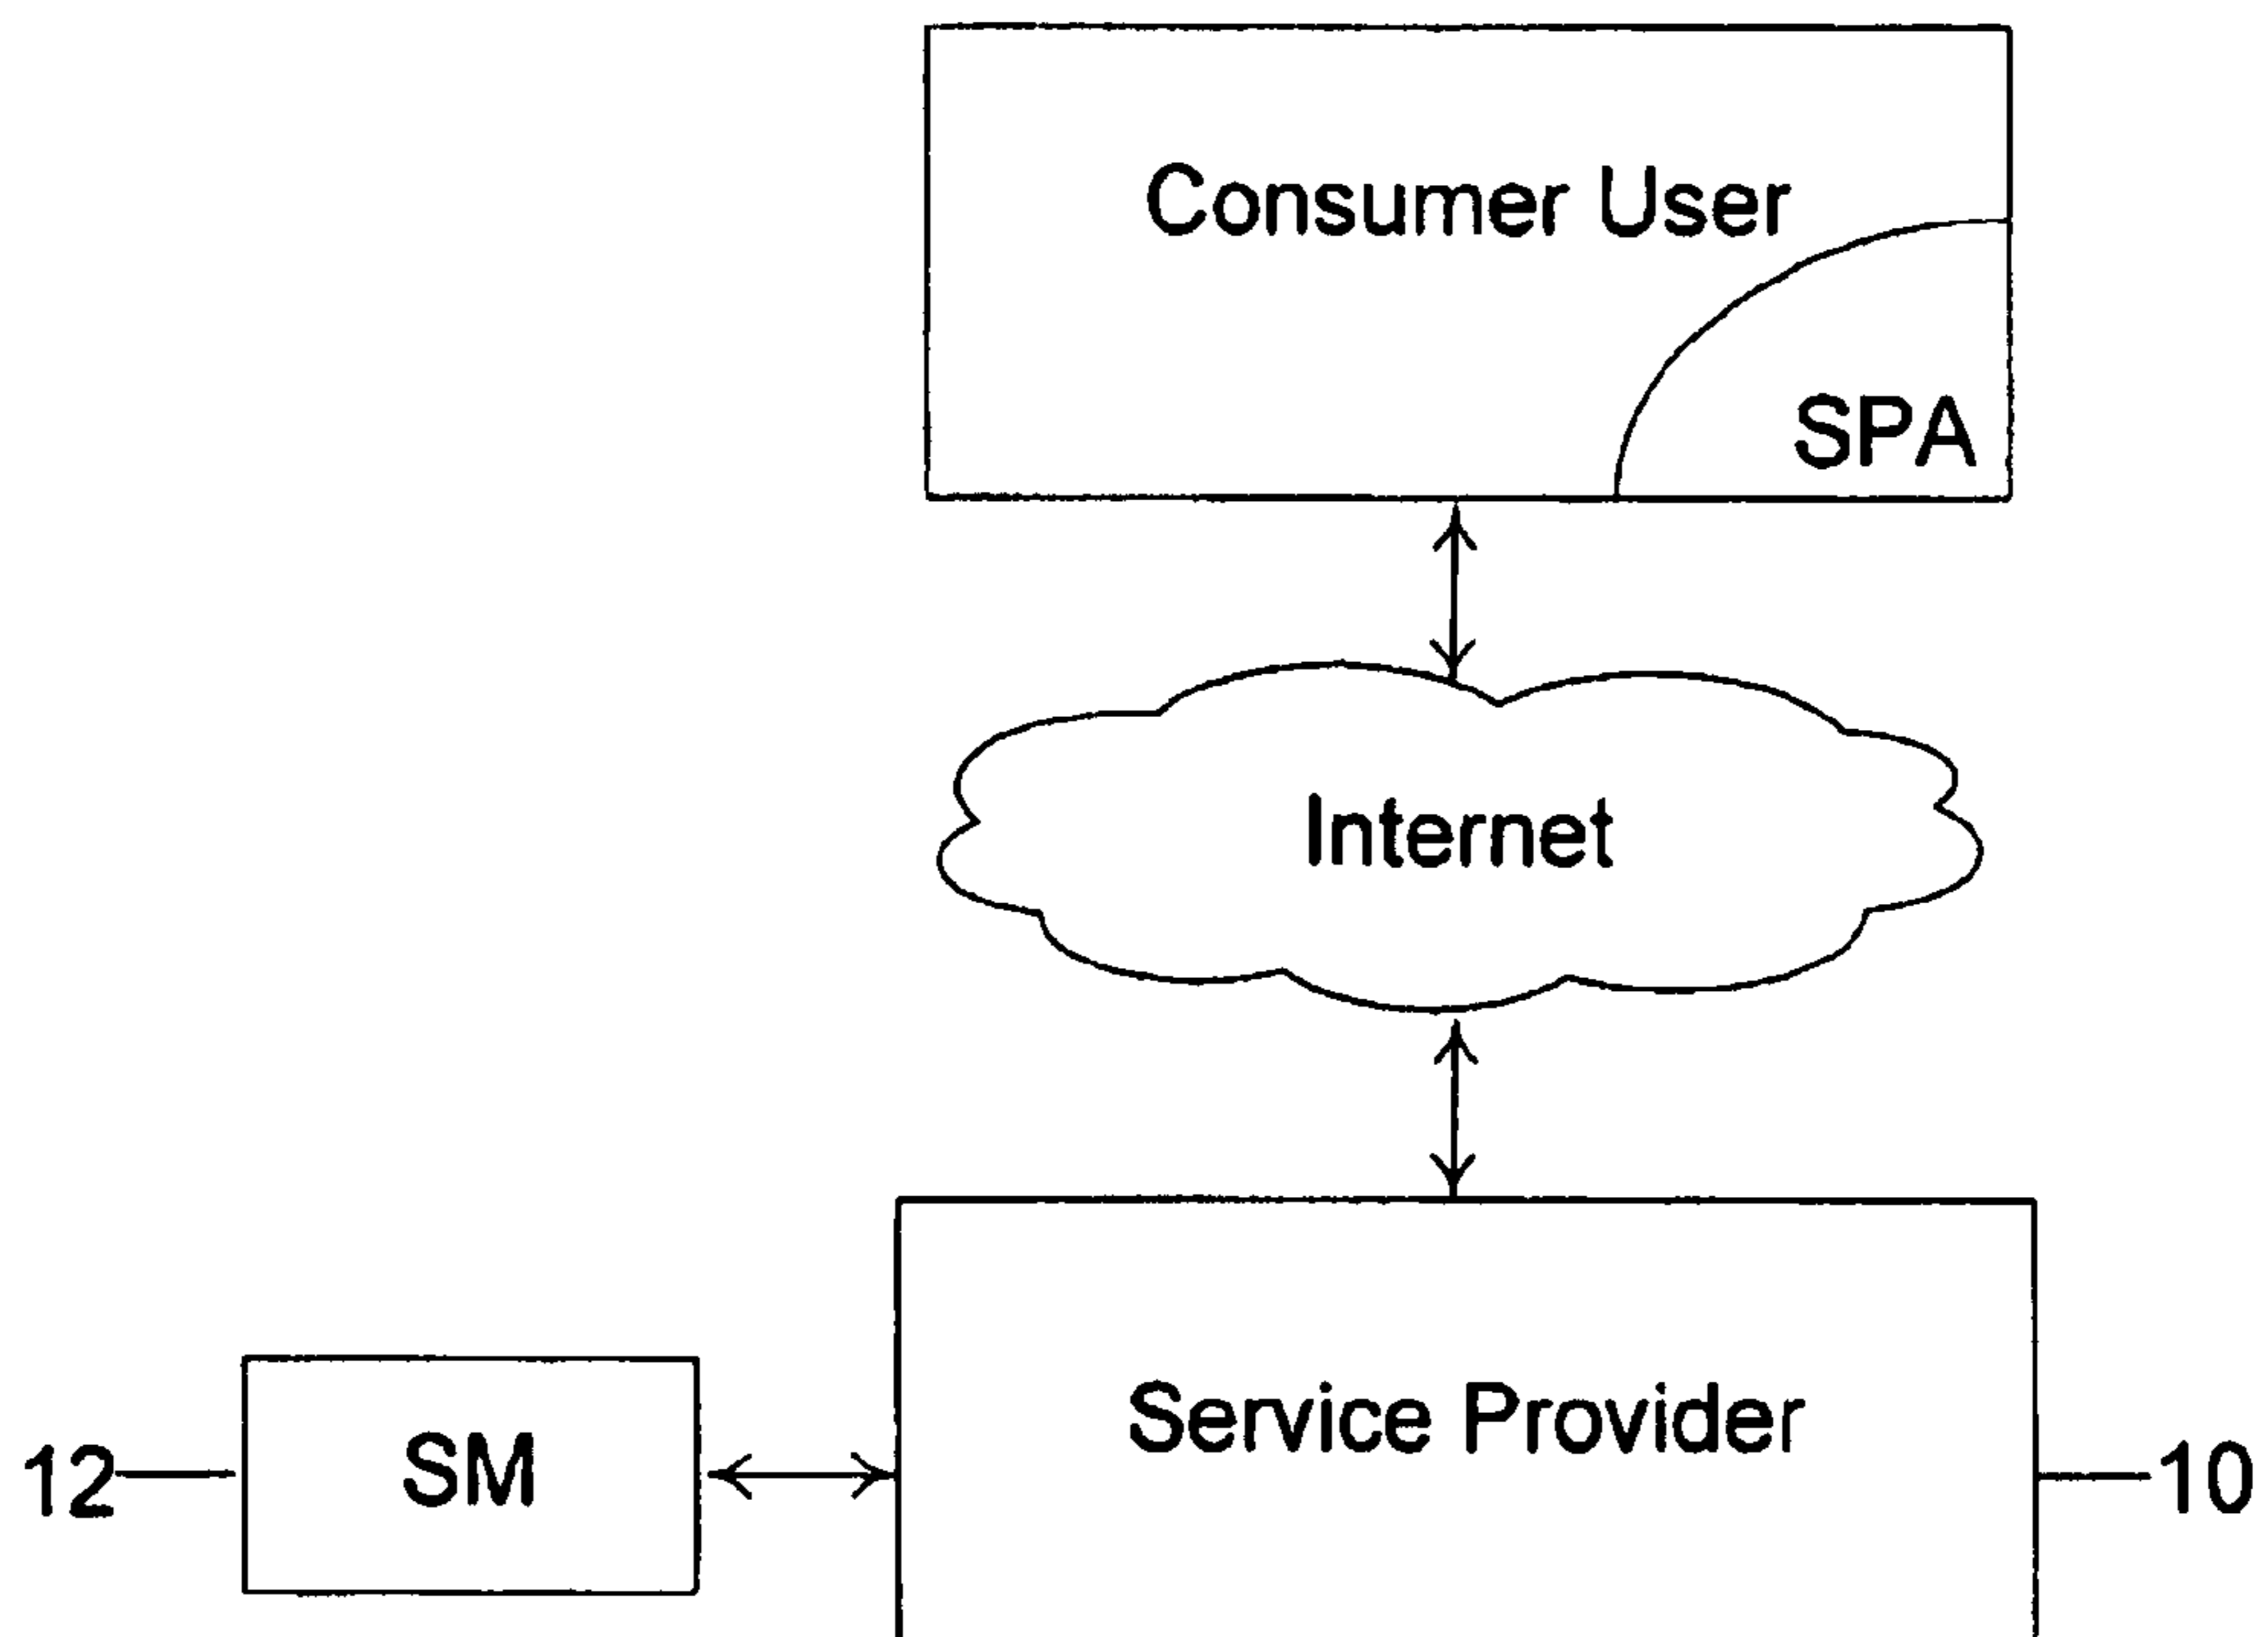 Consumer User
SPA
Internet
Service Provider
12
SM
10